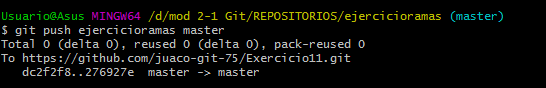 Usuario@Asus MINGW64 /d/mod 2-1 Git/REPOSITORIOS/ejercicioramas (master)
$ git push ejercicioramas master
Total 0 (delta 0), reused 0 (delta 0), pack-reused 0
To https://github.com/juaco-git-75/Exercicio11.git
   dc2f2f8..276927e  master -> master